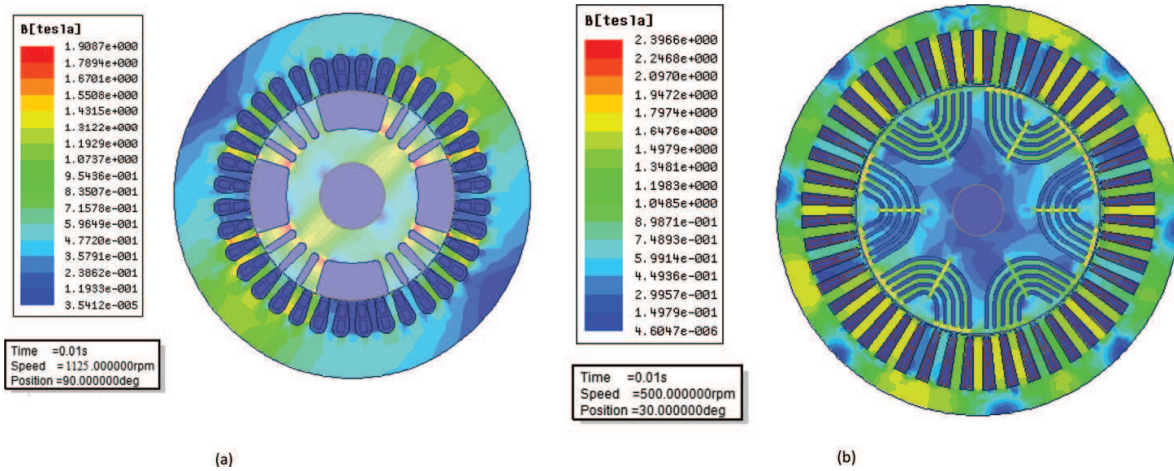 B[tesla]
1.9087e+000
1.7894e+000
1.6701e+000
1.5508e+000
1.4315e+000
1.3122e+000
1.1929e+000
1.0737e+000
9.5436e-001
8.3507e-001
7.1578e-001
5.9649e-001
4.7720e-001
3.5791e-001
2.3862e-001
1.1933e-001
3.5412e-005
Time =0.01s
Speed =1125.000000rpm
Position =90.000000deg
(a)
B[tesla]
2.3966e+000
2.2468e+000
2.0970e+000
1.9472e+000
1.7974e+000
1.6476e+000
1.4979e+000
1.3481e+000
1.1983e+000
1.0485e+000
8.9871e-001
7.4893e-001
5.9914e-001
4.4936e-001
2.9957e-001
1.4979e-001
4.6047e-006
Time =0.01s
Speed =500.000000rpm
Position =30.000000deg
(b)